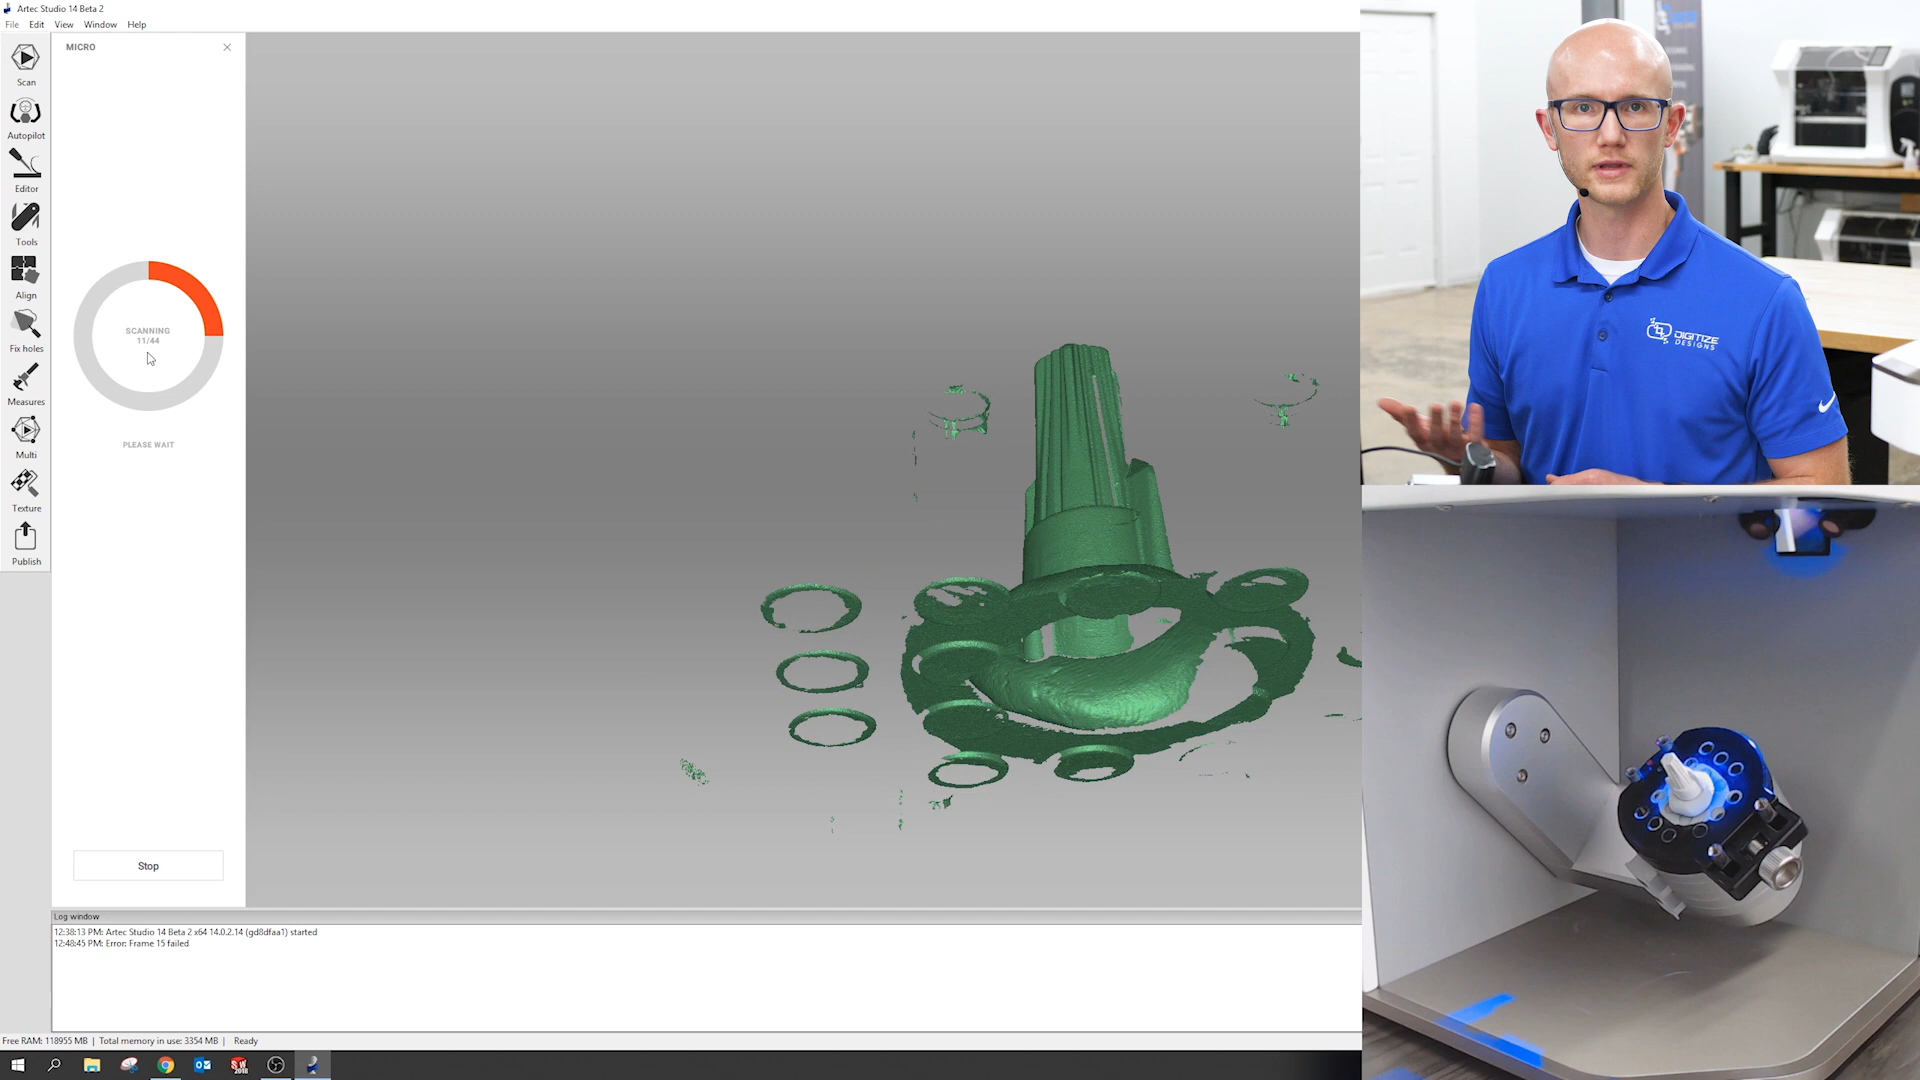 Artec Studio 14 Beta 2
File Edit View Window Help
MICRO
Scan
Autopilot
Editor
Tools
Align
Fix holes
Measures
Multi
Texture
Publish
SCANNING
11/44
PLEASE WAIT
Stop
Log window
12:38:13 PM: Artec Studio 14 Beta 2 x64 14.0.2.14 (gd8dfaa1) started
12:48:45 PM: Error: Frame 15 failed
Free RAM: 118955 MB | Total memory in use: 3354 MB | Ready
SW
2018
DIGITIZE
DESIGNS